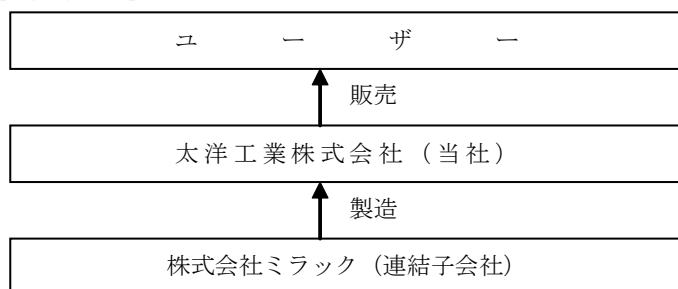 ユーザー
販売
太洋工業株式会社（当社）
製造
株式会社ミラック（連結子会社）